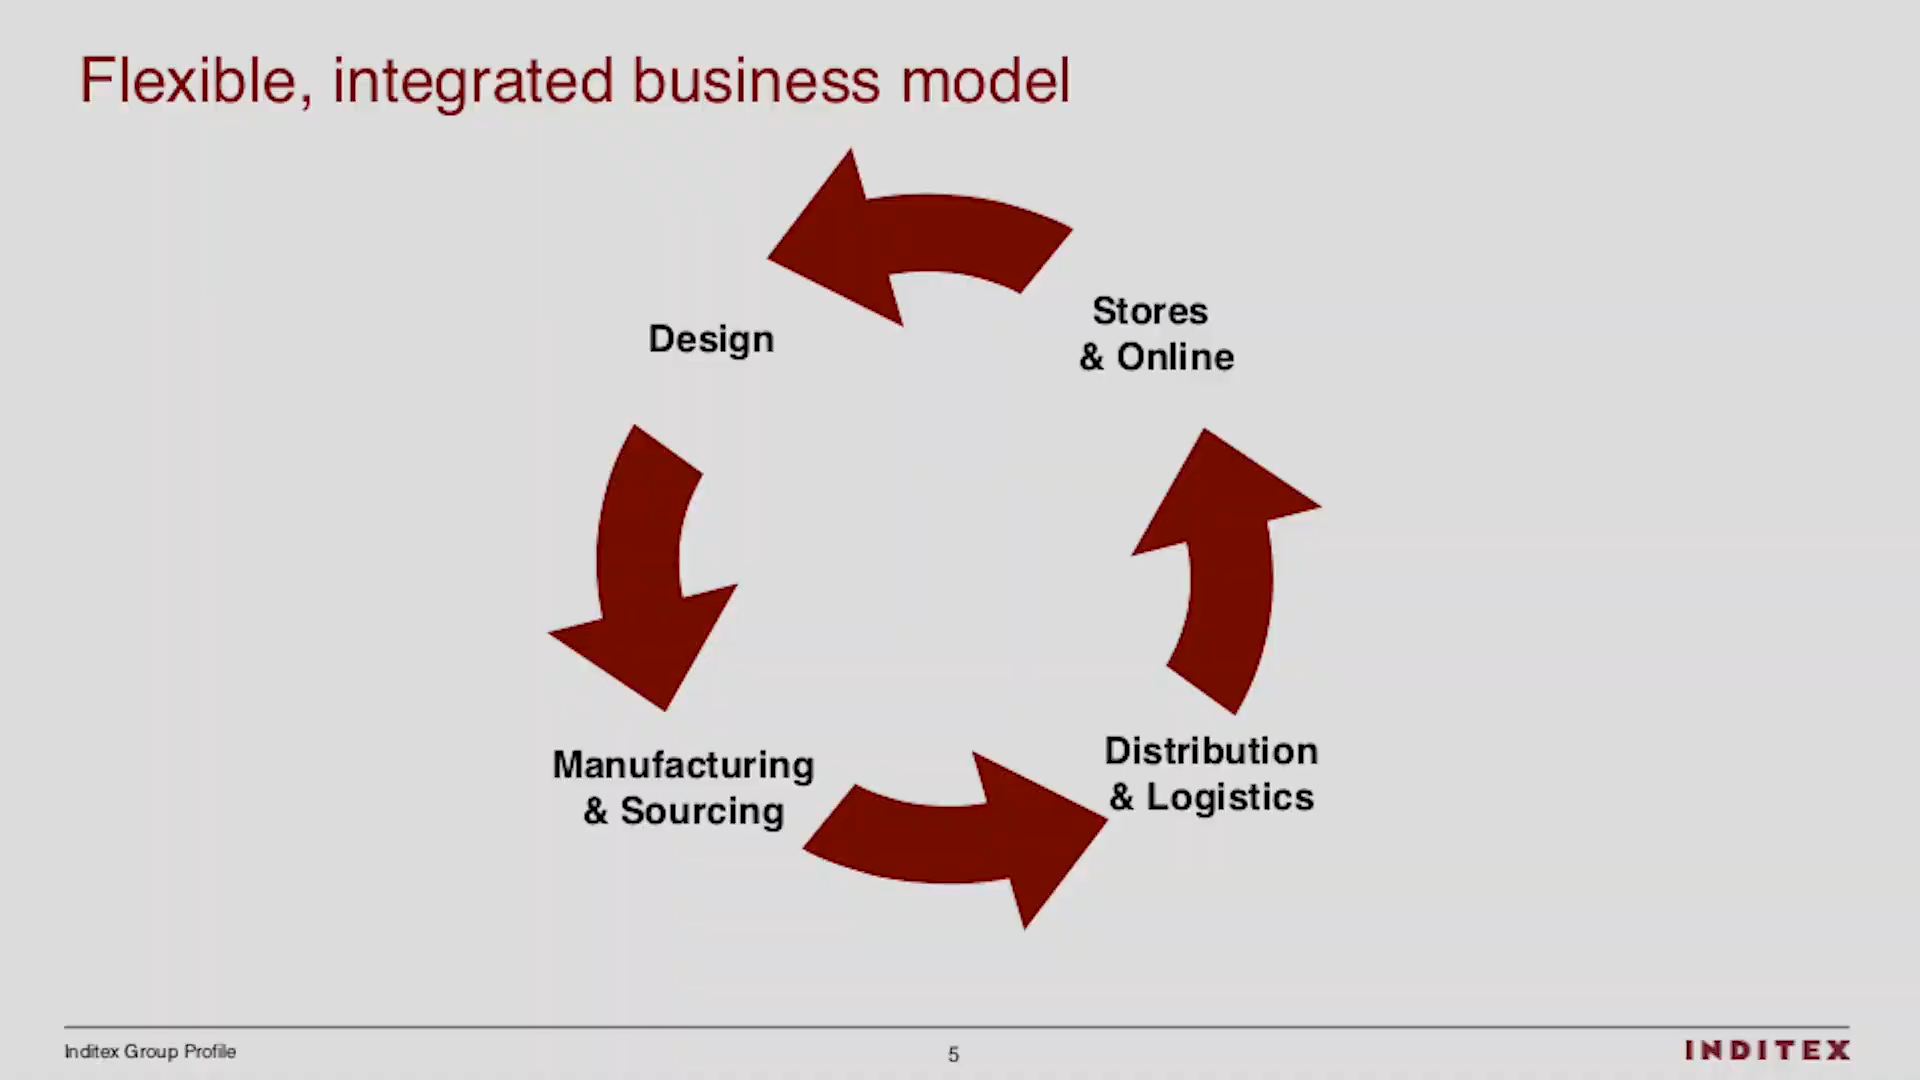 Flexible, integrated business model
Stores
& Online
Design
Manufacturing
& Sourcing
Distribution
& Logistics
Inditex Group Profile
5
INDITEX